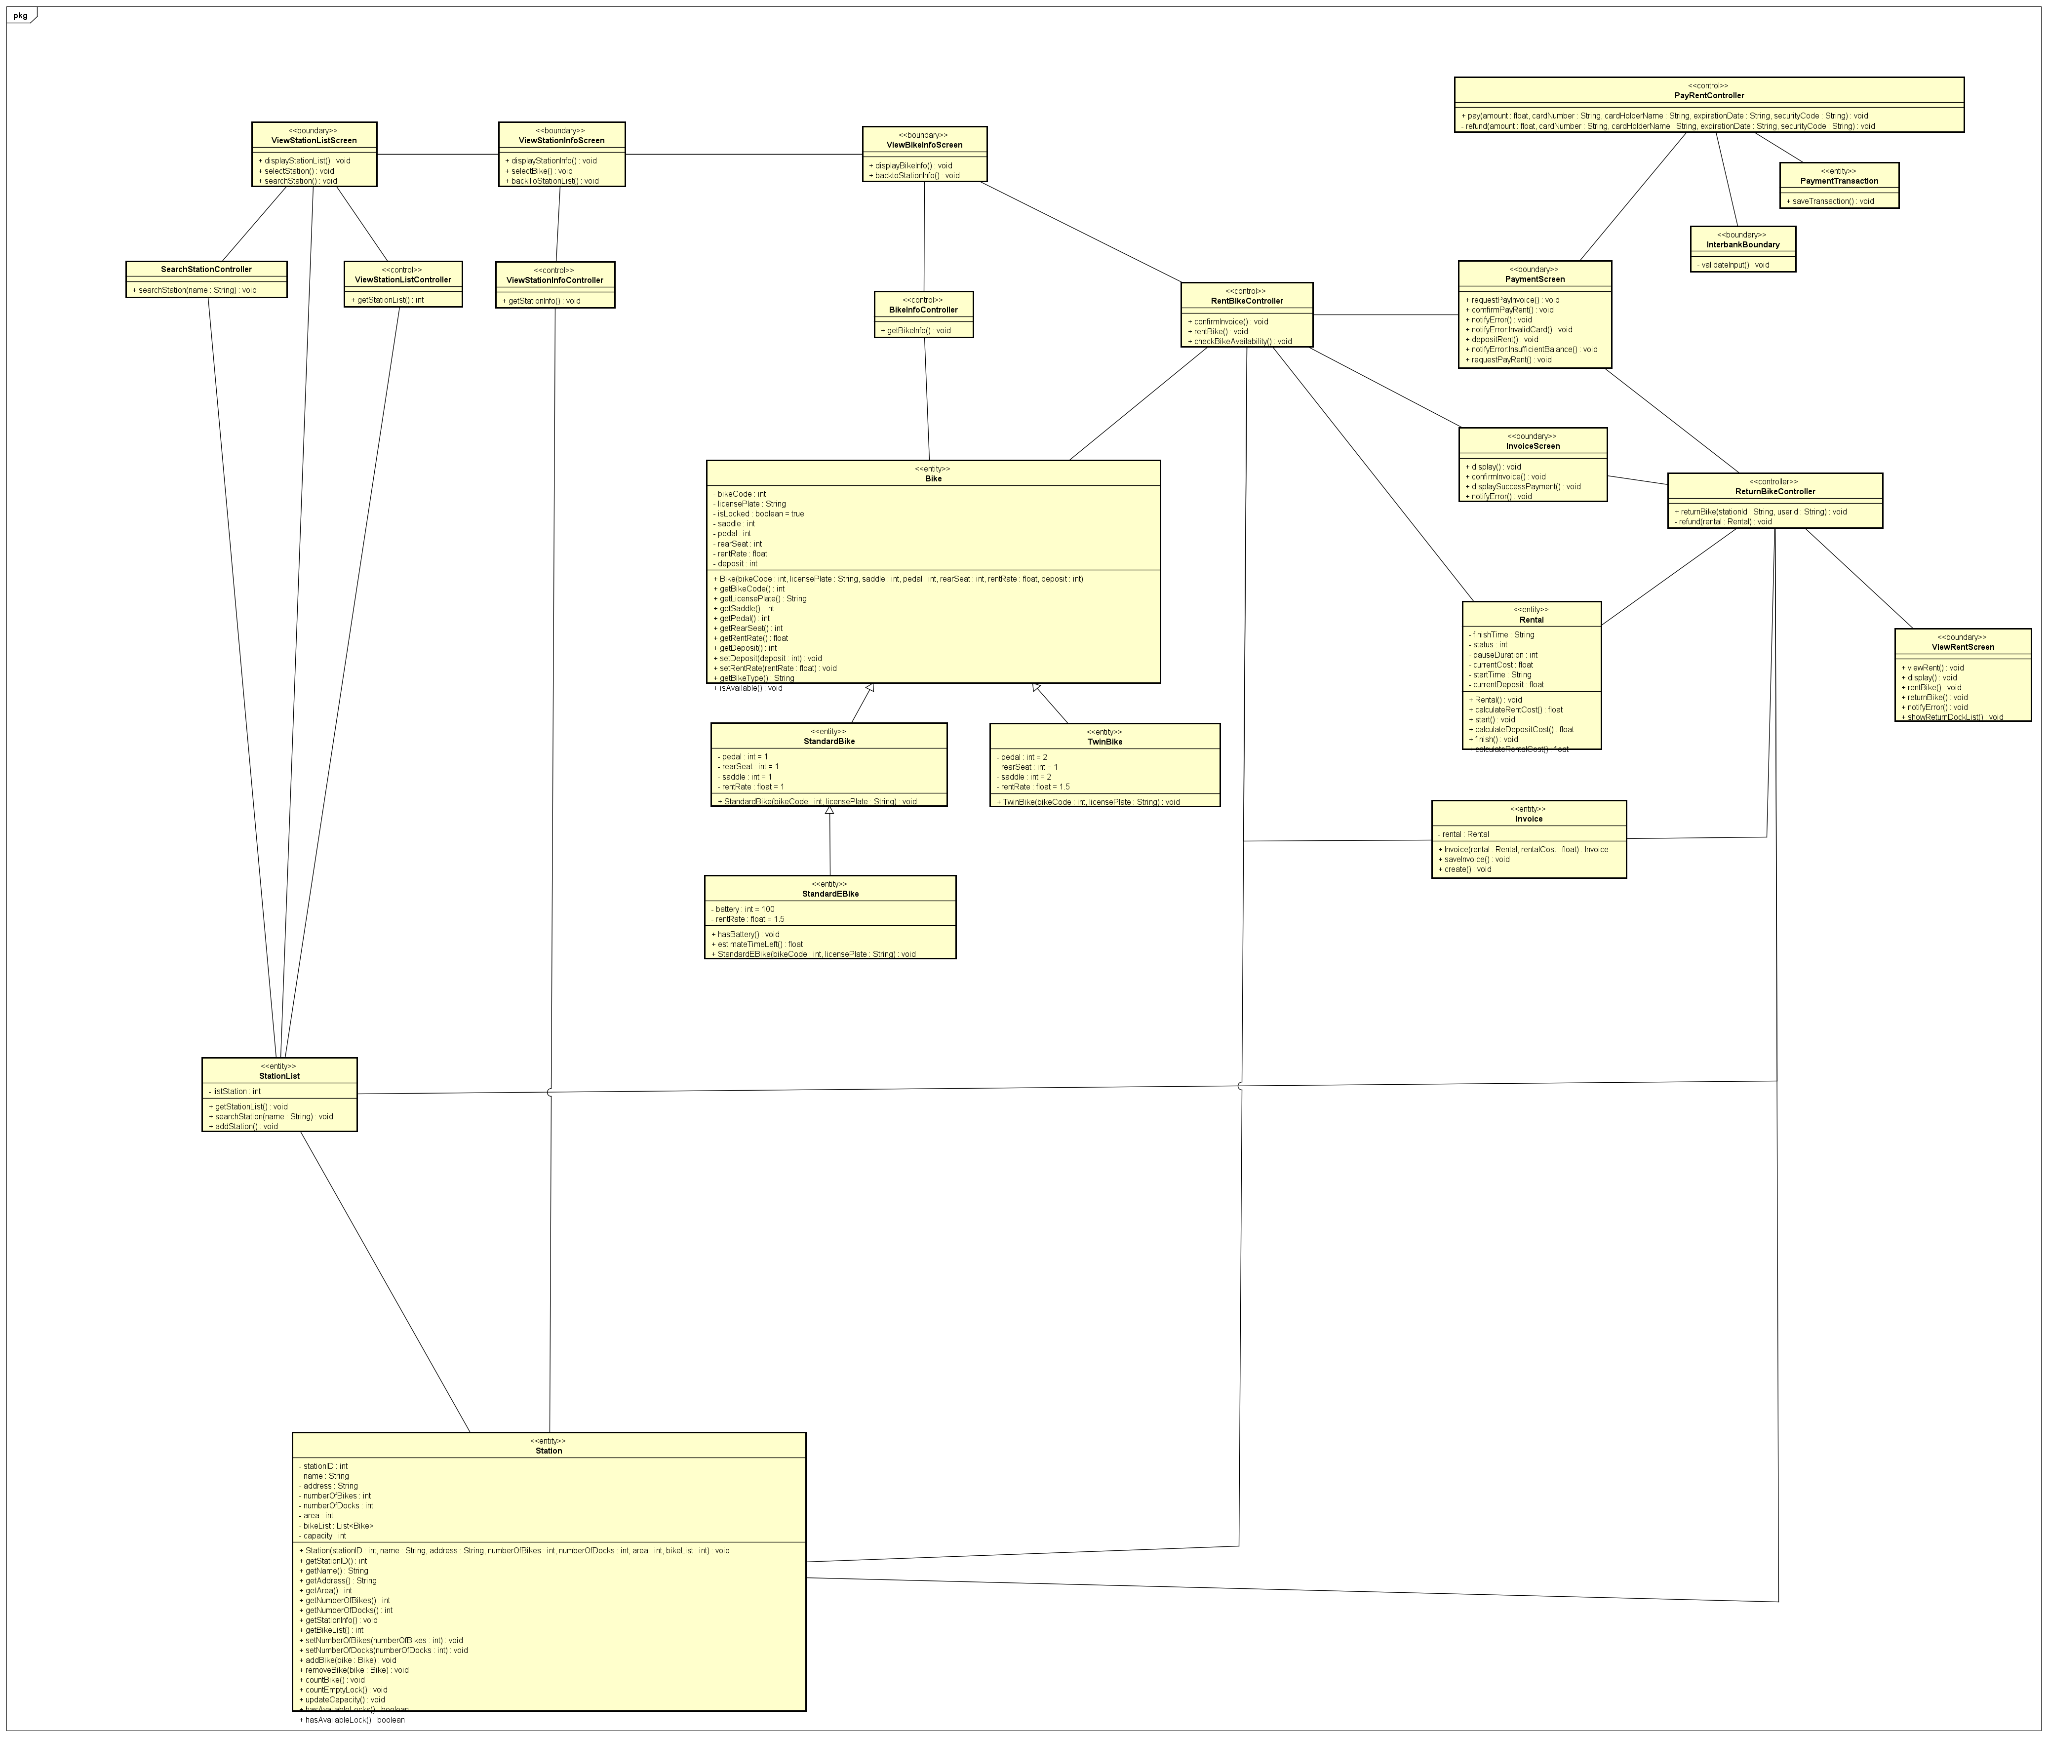 pkg
<<control>>
PayRentController
+ pay(amount : float, cardNumber : String, cardHolderName : String, expirationDate : String, securityCode : String) : void
- refund(amount : float, cardNumber : String, cardHolderName : String, expirationDate : String, securityCode : String) : void
<<boundary>>
ViewStationListScreen
+ displayStationList() : void
+ selectStation() : void
+ searchStation() : void
<<boundary>>
ViewStationInfoScreen
+ displayStationInfo() : void
+ selectBike() : void
+ backToStationList() : void
<<boundary>>
ViewBikeInfoScreen
+ displayBikeInfo() : void
+ backToStationInfo() : void
<<entity>>
PaymentTransaction
+ saveTransaction() : void
<<boundary>>
InterbankBoundary
- validateInput() : void
SearchStationController
+ searchStation(name : String) : void
<<control>>
ViewStationListController
+ getStationList() : int
<<control>>
ViewStationInfoController
+ getStationInfo() : void
<<control>>
BikeInfoController
+ getBikeInfo() : void
<<control>>
RentBikeController
+ confirmInvoice() : void
+ rentBike() : void
+ checkBikeAvailability() : void
<<boundary>>
PaymentScreen
+ requestPayInvoice() : void
+ comfirmPayRent() : void
+ notifyError() : void
+ notifyErrorInvalidCard() : void
+ depositRent() : void
+ notifyErrorInsufficientBalance() : void
+ requestPayRent() : void
<<boundary>>
InvoiceScreen
+ display() : void
+ confirmInvoice() : void
+ displaySuccessPayment() : void
+ notifyError() : void
<<controller>>
ReturnBikeController
+ returnBike(stationId : String, userId : String) : void
- refund(rental : Rental) : void
<<entity>>
Bike
- bikeCode : int
- licensePlate : String
- isLocked : boolean = true
- saddle : int
- pedal : int
- rearSeat : int
- rentRate : float
- deposit : int
+ Bike(bikeCode : int, licensePlate : String, saddle : int, pedal : int, rearSeat : int, rentRate : float, deposit : int)
+ getBikeCode() : int
+ getLicensePlate() : String
+ getSaddle() : int
+ getPedal() : int
+ getRearSeat() : int
+ getRentRate() : float
+ getDeposit() : int
+ setDeposit(deposit : int) : void
+ setRentRate(rentRate : float) : void
+ getBikeType() : String
+ isAvailable() : void
<<entity>>
Rental
- finishTime : String
- status : int
- pauseDuration : int
- currentCost : float
- startTime : String
- currentDeposit : float
+ Rental() : void
+ calculateRentCost() : float
+ start() : void
+ calculateDepositCost() : float
+ finish() : void
- calculateRentalCost() : float
<<boundary>>
ViewRentScreen
+ viewRent() : void
+ display() : void
+ rentBike() : void
+ returnBike() : void
+ notifyError() : void
+ showReturnDockList() : void
<<entity>>
StandardBike
- pedal : int = 1
- rearSeat : int = 1
- saddle : int = 1
- rentRate : float = 1
+ StandardBike(bikeCode : int, licensePlate : String) : void
<<entity>>
TwinBike
- pedal : int = 2
- rearSeat : int = 1
- saddle : int = 2
- rentRate : float = 1.5
+ TwinBike(bikeCode : int, licensePlate : String) : void
<<entity>>
Invoice
- rental : Rental
+ Invoice(rental : Rental, rentalCost : float) : Invoice
+ saveInvoice() : void
+ create() : void
<<entity>>
StandardEBike
- battery : int = 100
- rentRate : float = 1.5
+ hasBattery() : void
+ estimateTimeLeft() : float
+ StandardEBike(bikeCode : int, licensePlate : String) : void
<<entity>>
StationList
- listStation : int
+ getStationList() : void
+ searchStation(name : String) : void
+ addStation() : void
<<entity>>
Station
- stationID : int
- name : String
- address : String
- numberOfBikes : int
- numberOfDocks : int
- area : int
- bikeList : List<Bike>
- capacity : int
+ Station(stationID : int, name : String, address : String, numberOfBikes : int, numberOfDocks : int, area : int, bikeList : int) : void
+ getStationID() : int
+ getName() : String
+ getAddress() : String
+ getArea() : int
+ getNumberOfBikes() : int
+ getNumberOfDocks() : int
+ getStationInfo() : void
+ getBikeList() : int
+ setNumberOfBikes(numberOfBikes : int) : void
+ setNumberOfDocks(numberOfDocks : int) : void
+ addBike(bike : Bike) : void
+ removeBike(bike : Bike) : void
+ countBike() : void
+ countEmptyLock() : void
+ updateCapacity() : void
+ hasAvailableLocks() : boolean
+ hasAvailableLock() : boolean